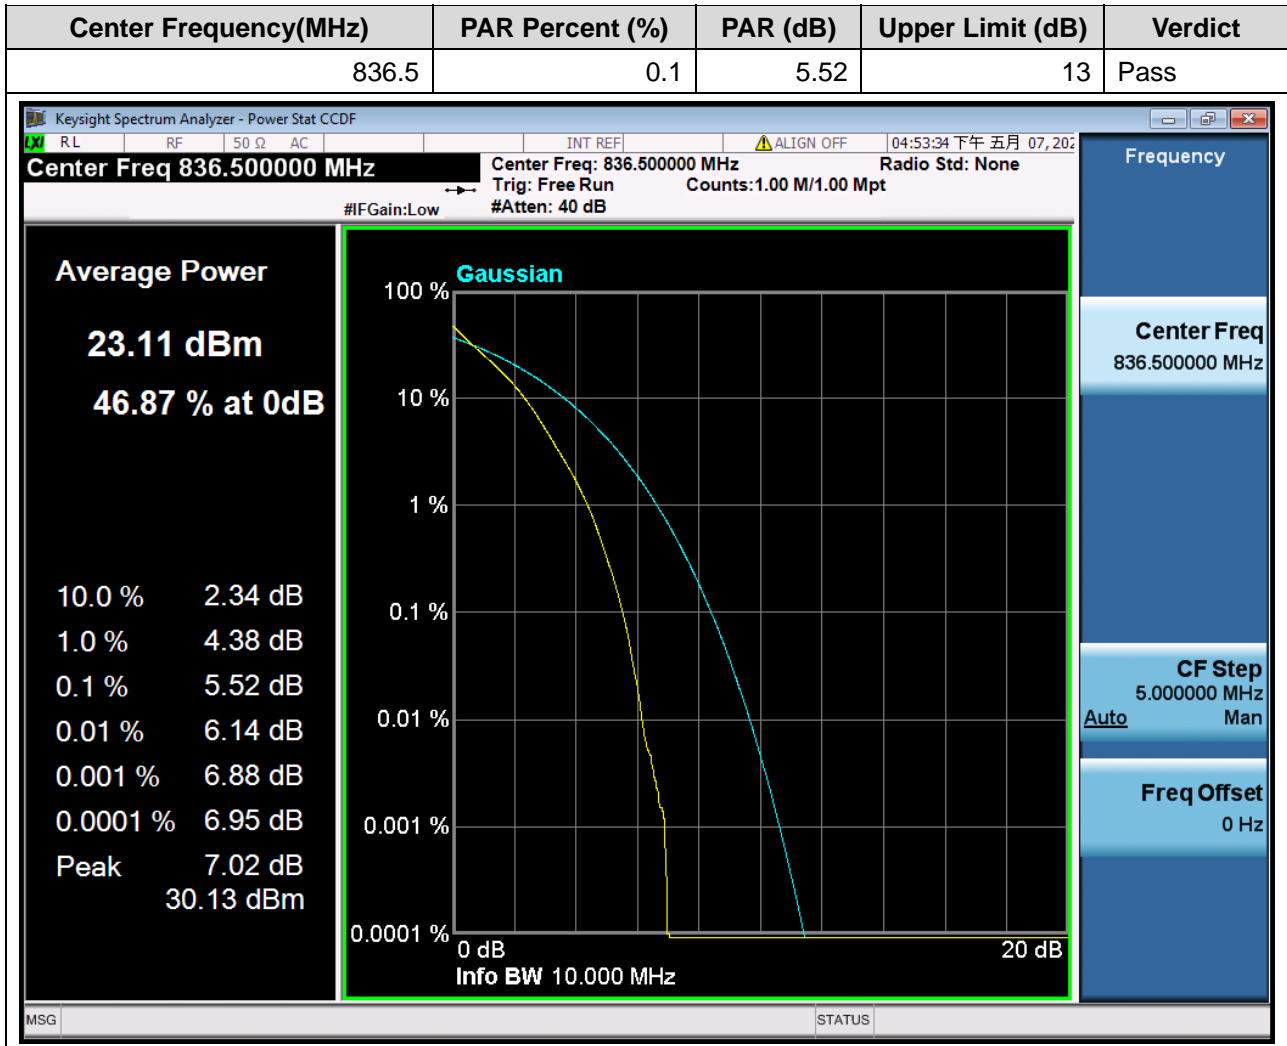 Center Frequency(MHz) PAR Percent (%) PAR (dB) Upper Limit (dB) Verdict
836.5 0.1 5.52 13 Pass
Keysight Spectrum Analyzer - Power Stat CCDF
LXI RL RF 50 Ω AC INT REF ALIGN OFF 04:53:34 下午 五月 07, 202
Center Freq 836.500000 MHz
Center Freq: 836.500000 MHz Radio Std: None
Trig: Free Run Counts:1.00 M/1.00 Mpt
#IFGain:Low #Atten: 40 dB
Average Power
23.11 dBm
46.87 % at 0dB
10.0 % 2.34 dB
1.0 % 4.38 dB
0.1 % 5.52 dB
0.01 % 6.14 dB
0.001 % 6.88 dB
0.0001 % 6.95 dB
Peak 7.02 dB
30.13 dBm
Gaussian
100 %
10 %
1 %
0.1 %
0.01 %
0.001 %
0.0001 %
0 dB 20 dB
Info BW 10.000 MHz
Frequency
Center Freq
836.500000 MHz
CF Step
5.000000 MHz
Auto Man
Freq Offset
0 Hz
MSG STATUS